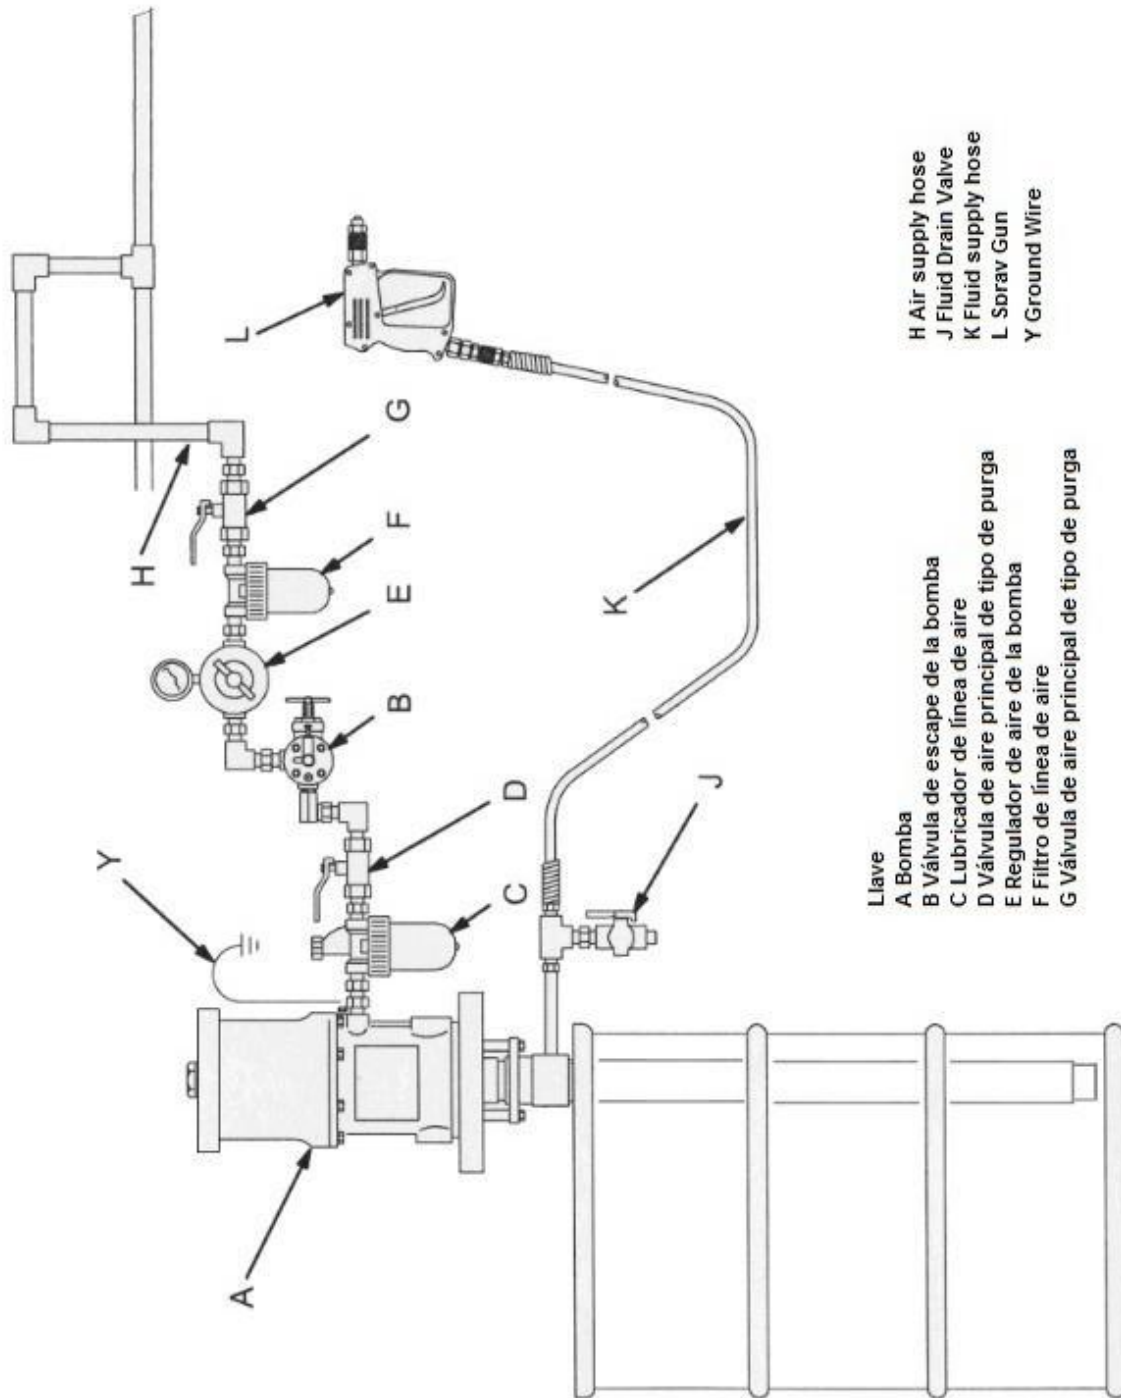 H
L
G
F
E
B
Y
D
C
K
J
A
Llave
A Bomba
B Válvula de escape de la bomba
C Lubricador de línea de aire
D Válvula de aire principal de tipo de purga
E Regulador de aire de la bomba
F Filtro de línea de aire
G Válvula de aire principal de tipo de purga
H Air supply hose
J Fluid Drain Valve
K Fluid supply hose
L Spray Gun
Y Ground Wire